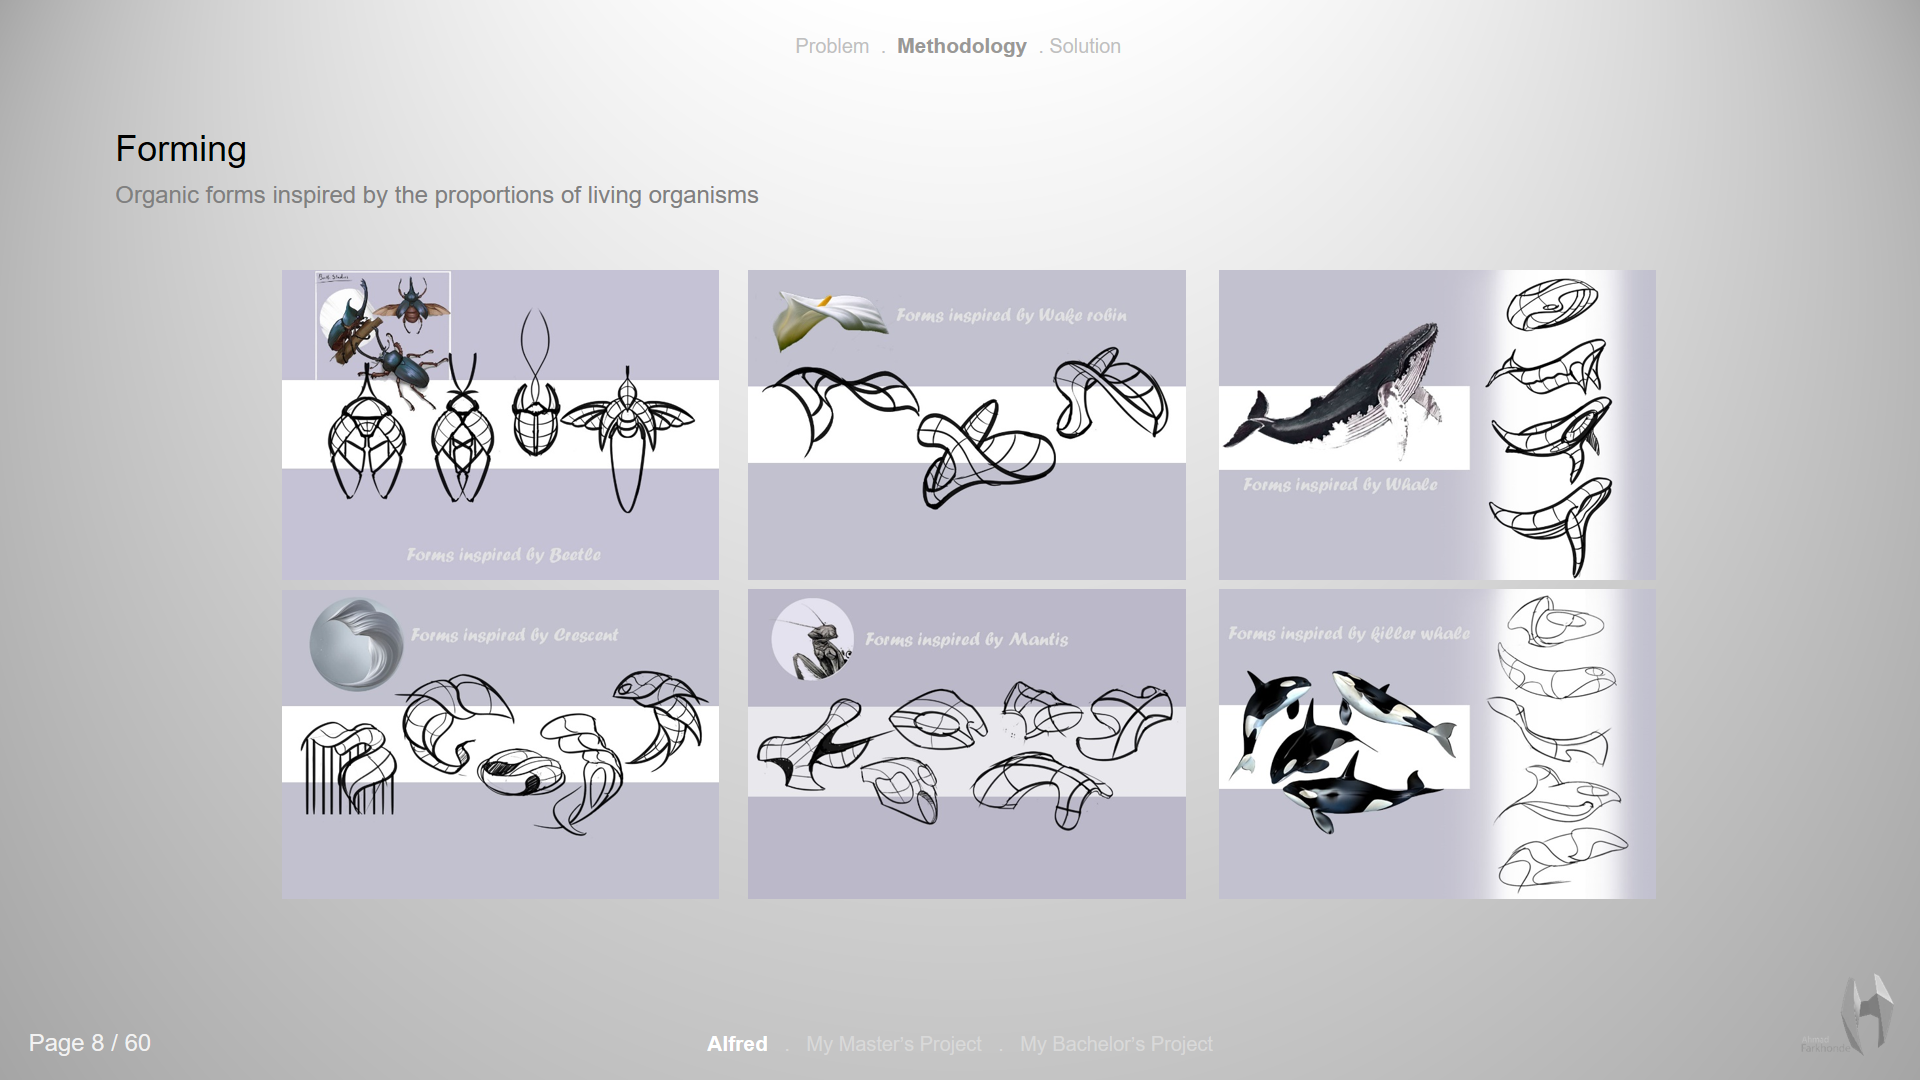 Problem . Methodology . Solution
Forming
Organic forms inspired by the proportions of living organisms
Forms inspired by Beetle
Forms inspired by Wake robin
Forms inspired by Whale
Forms inspired by Crescent
Forms inspired by Mantis
Forms inspired by killer whale
Page 8 / 60
Alfred . My Master's Project . My Bachelor's Project
Ahmed